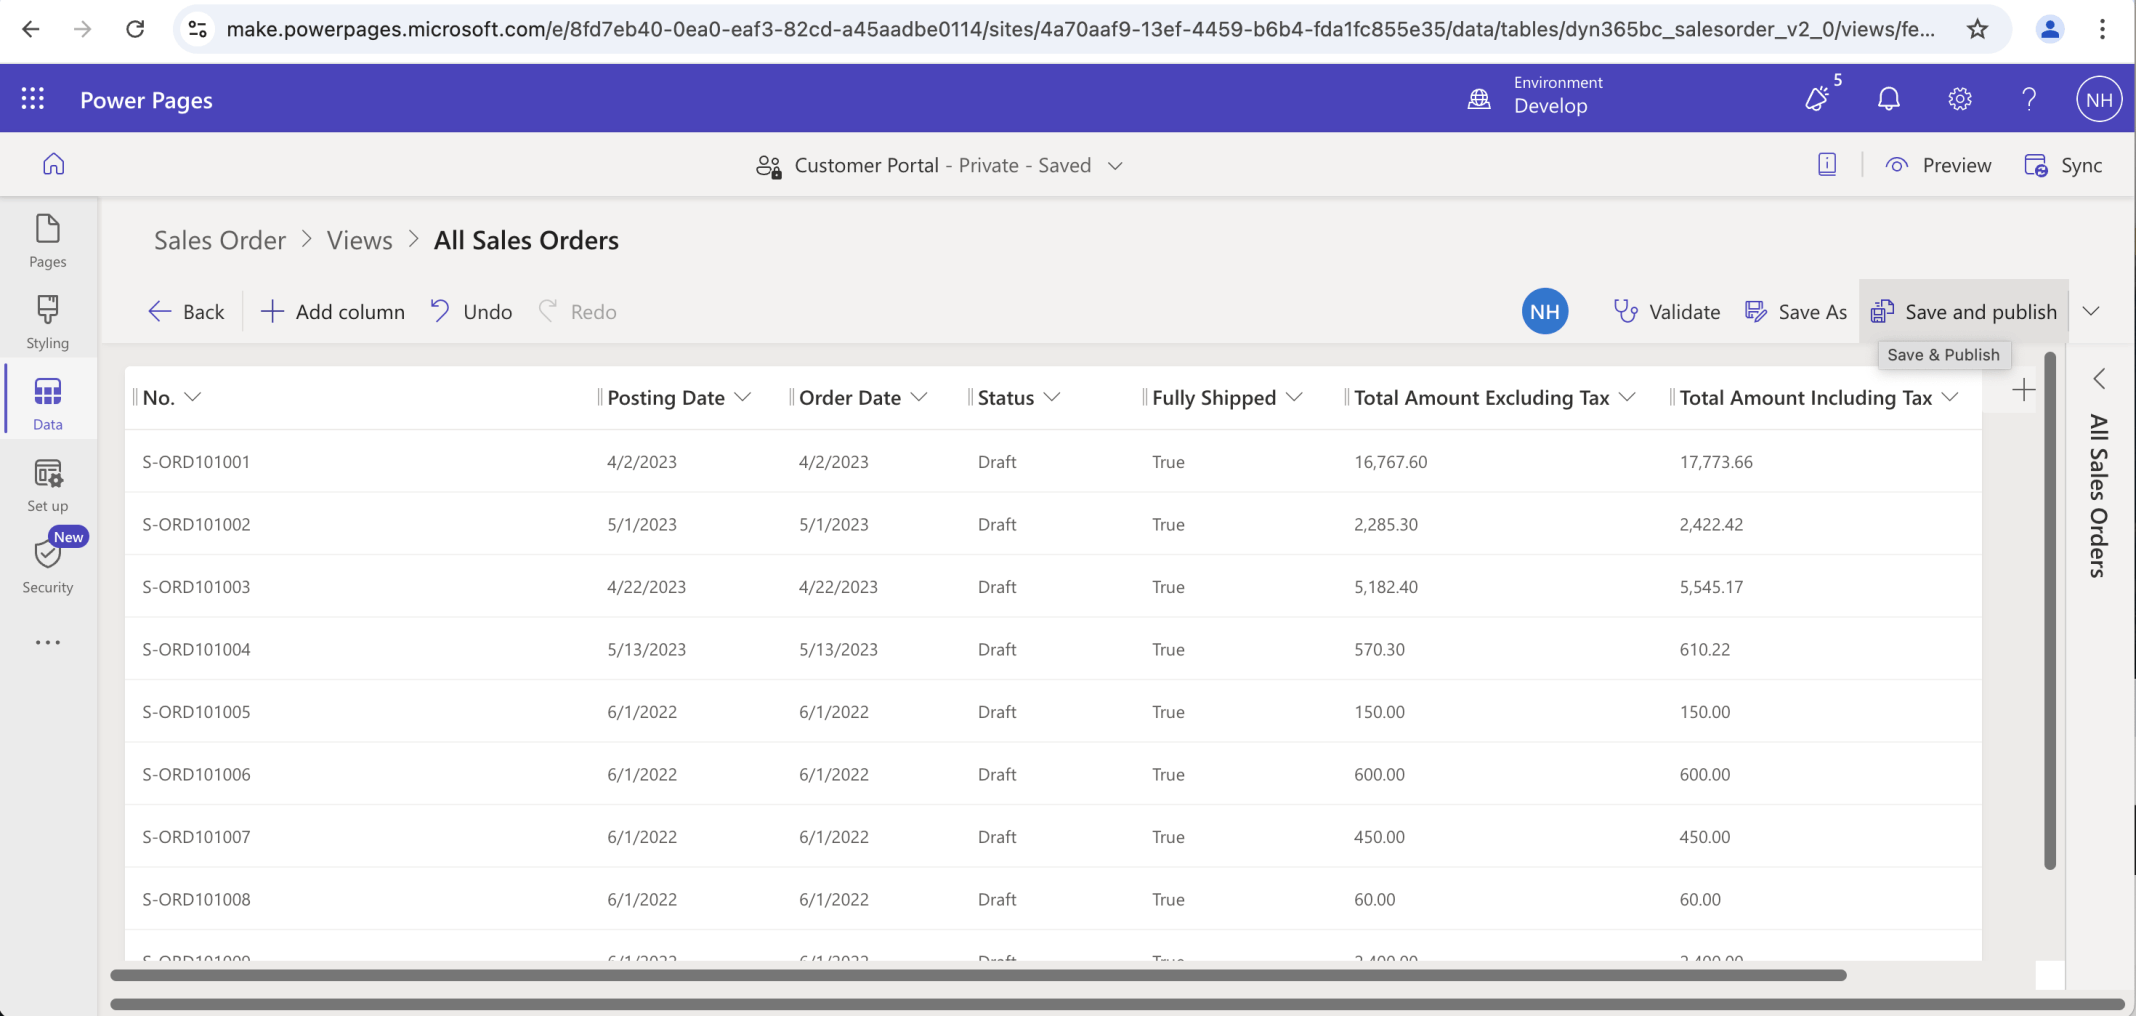 make.powerpages.microsoft.com/e/8fd7eb40-0ea0-eaf3-82cd-a45aadbe0114/sites/4a70aaf9-13ef-4459-b6b4-fda1fc855e35/data/tables/dyn365bc_salesorder_v2_0/views/fe...
Power Pages
Environment
Develop
5
NH
Customer Portal - Private - Saved
Preview
Sync
Pages
Styling
Data
Set up
New
Security
Sales Order > Views > All Sales Orders
Back
Add column
Undo
Redo
NH
Validate
Save As
Save and publish
Save & Publish
No. Posting Date Order Date Status Fully Shipped Total Amount Excluding Tax Total Amount Including Tax
S-ORD101001 4/2/2023 4/2/2023 Draft True 16,767.60 17,773.66
S-ORD101002 5/1/2023 5/1/2023 Draft True 2,285.30 2,422.42
S-ORD101003 4/22/2023 4/22/2023 Draft True 5,182.40 5,545.17
S-ORD101004 5/13/2023 5/13/2023 Draft True 570.30 610.22
S-ORD101005 6/1/2022 6/1/2022 Draft True 150.00 150.00
S-ORD101006 6/1/2022 6/1/2022 Draft True 600.00 600.00
S-ORD101007 6/1/2022 6/1/2022 Draft True 450.00 450.00
S-ORD101008 6/1/2022 6/1/2022 Draft True 60.00 60.00
All Sales Orders